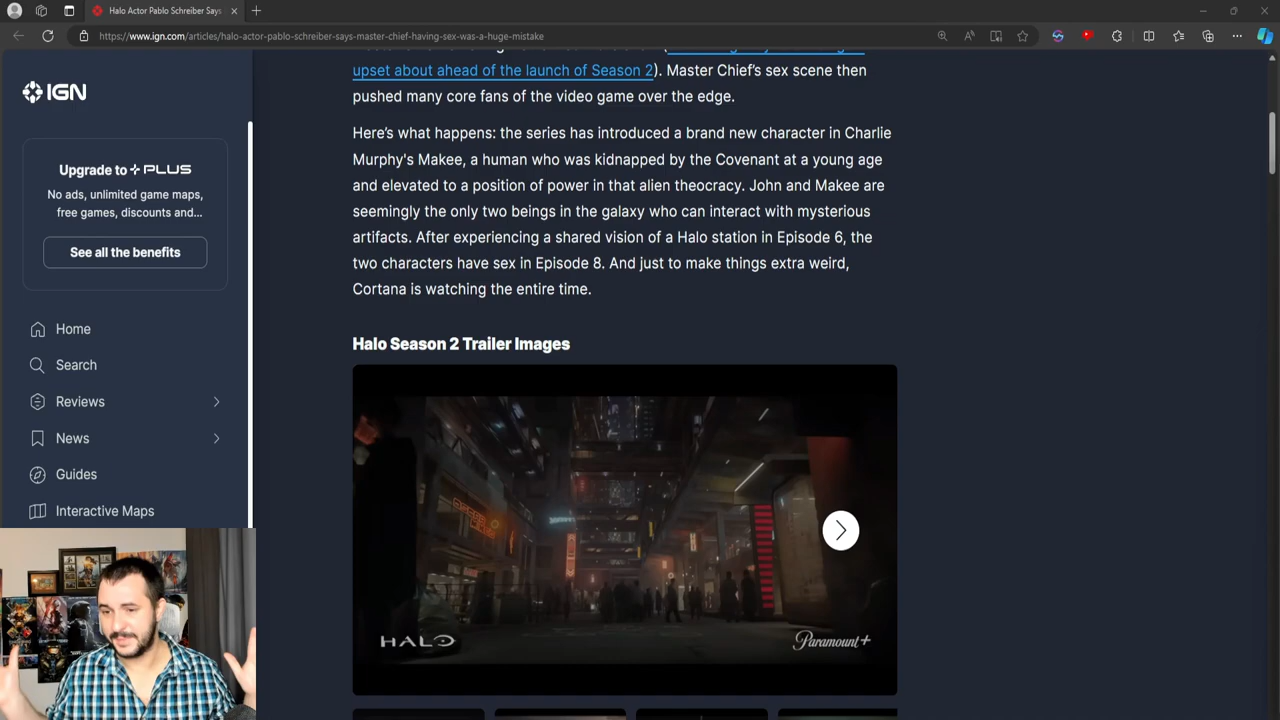 Halo Actor Pablo Schreiber Says
https://www.ign.com/articles/halo-actor-pablo-schreiber-says-master-chief-having-sex-was-a-huge-mistake
IGN
Upgrade to PLUS
No ads, unlimited game maps,
free games, discounts and...
See all the benefits
Home
Search
Reviews
News
Guides
Interactive Maps
upset about ahead of the launch of Season 2). Master Chief's sex scene then
pushed many core fans of the video game over the edge.
Here's what happens: the series has introduced a brand new character in Charlie
Murphy's Makee, a human who was kidnapped by the Covenant at a young age
and elevated to a position of power in that alien theocracy. John and Makee are
seemingly the only two beings in the galaxy who can interact with mysterious
artifacts. After experiencing a shared vision of a Halo station in Episode 6, the
two characters have sex in Episode 8. And just to make things extra weird,
Cortana is watching the entire time.
Halo Season 2 Trailer Images
HALO
Paramount+